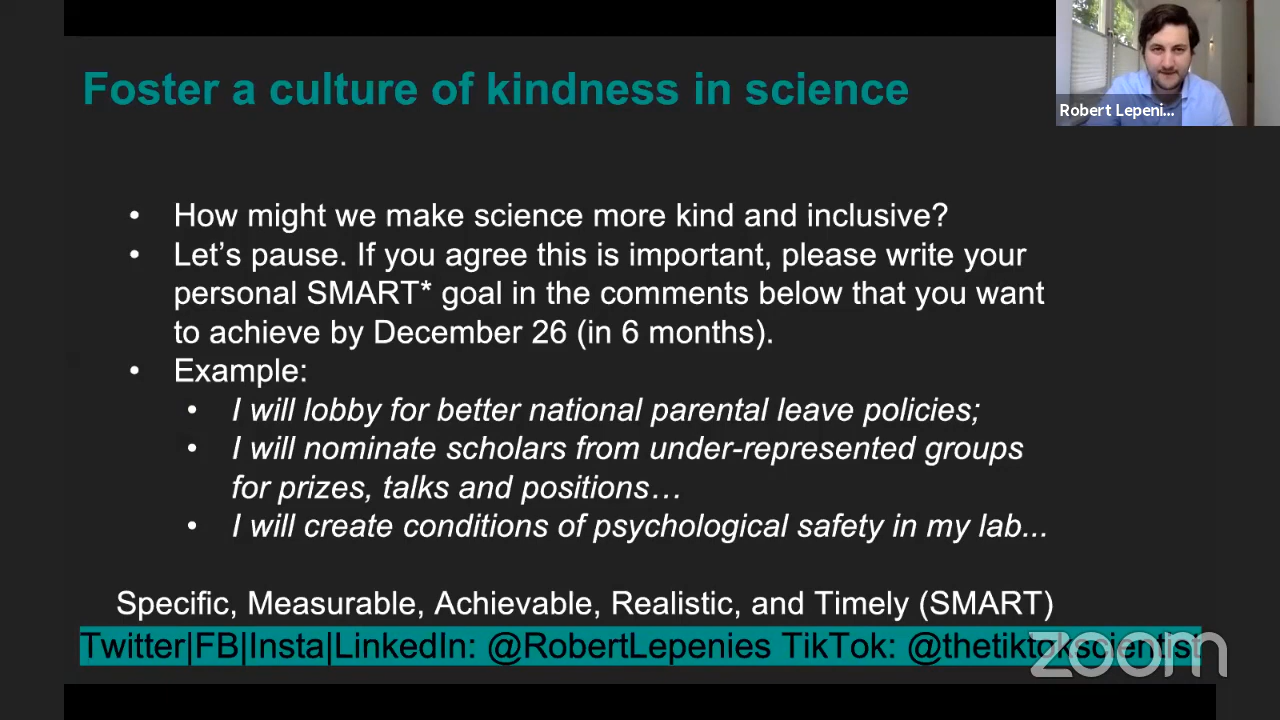 Foster a culture of kindness in science
Robert Lepeni...
• How might we make science more kind and inclusive?
• Let’s pause. If you agree this is important, please write your
personal SMART* goal in the comments below that you want
to achieve by December 26 (in 6 months).
• Example:
• I will lobby for better national parental leave policies;
• I will nominate scholars from under-represented groups
for prizes, talks and positions…
• I will create conditions of psychological safety in my lab...
Specific, Measurable, Achievable, Realistic, and Timely (SMART)
Twitter|FB|Insta|LinkedIn: @RobertLepenies TikTok: @thetiktokscientist
zoom